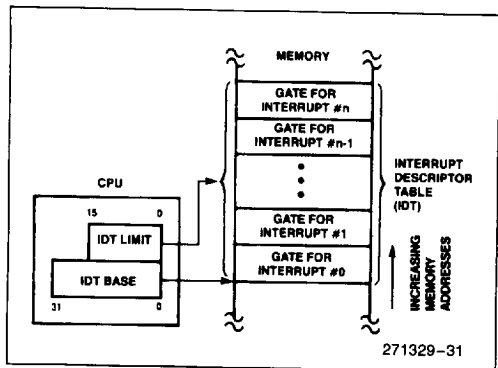 MEMORY
GATE FOR
INTERRUPT #n
GATE FOR
INTERRUPT #n-1
CPU
15 0
IDT LIMIT
IDT BASE
31 0
GATE FOR
INTERRUPT #1
GATE FOR
INTERRUPT #0
INTERRUPT
DESCRIPTOR
TABLE
(IDT)
INCREASING
MEMORY
ADDRESSES
271329-31